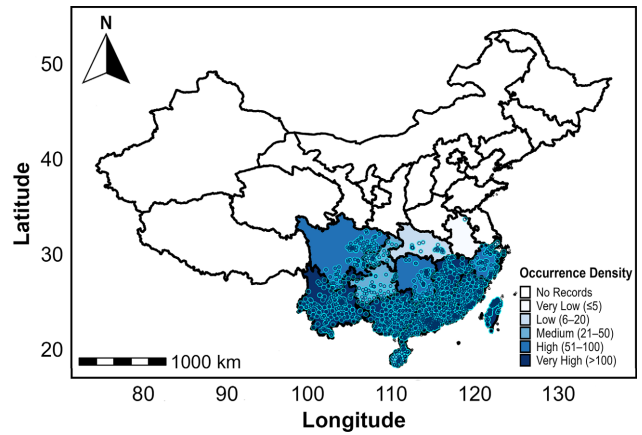 N
50
40
30
20
Latitude
Occurrence Density
No Records
Very Low (≤5)
Low (6–20)
Medium (21–50)
High (51–100)
Very High (>100)
1000 km
80 90 100 110 120 130
Longitude